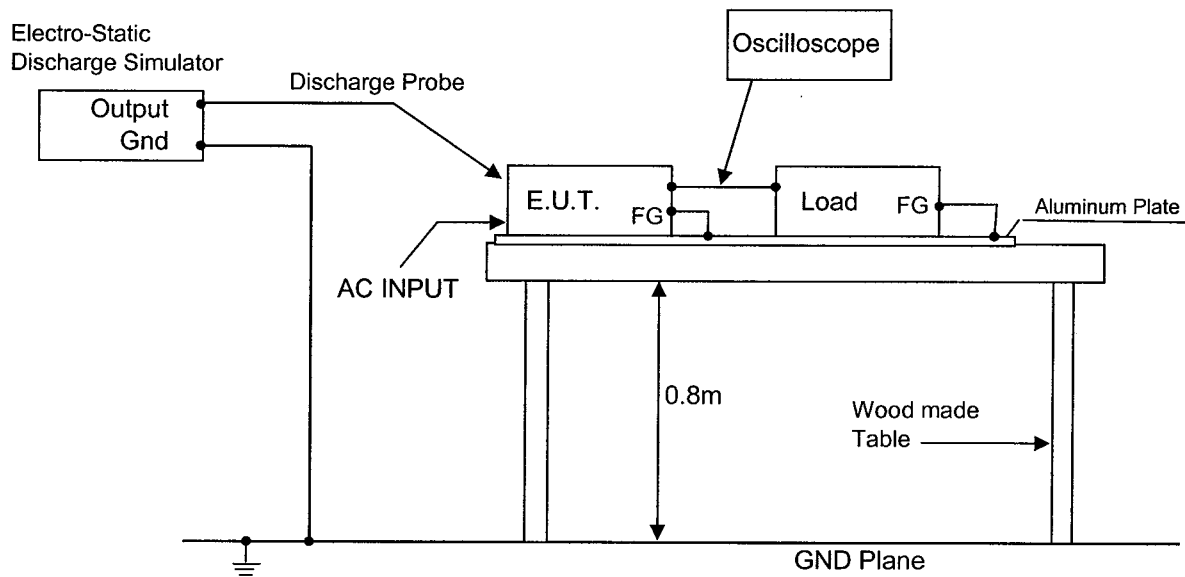 Electro-Static
Discharge Simulator
Output
Gnd
Discharge Probe
Oscilloscope
E.U.T.
FG
Load
FG
Aluminum Plate
AC INPUT
0.8m
Wood made
Table
GND Plane